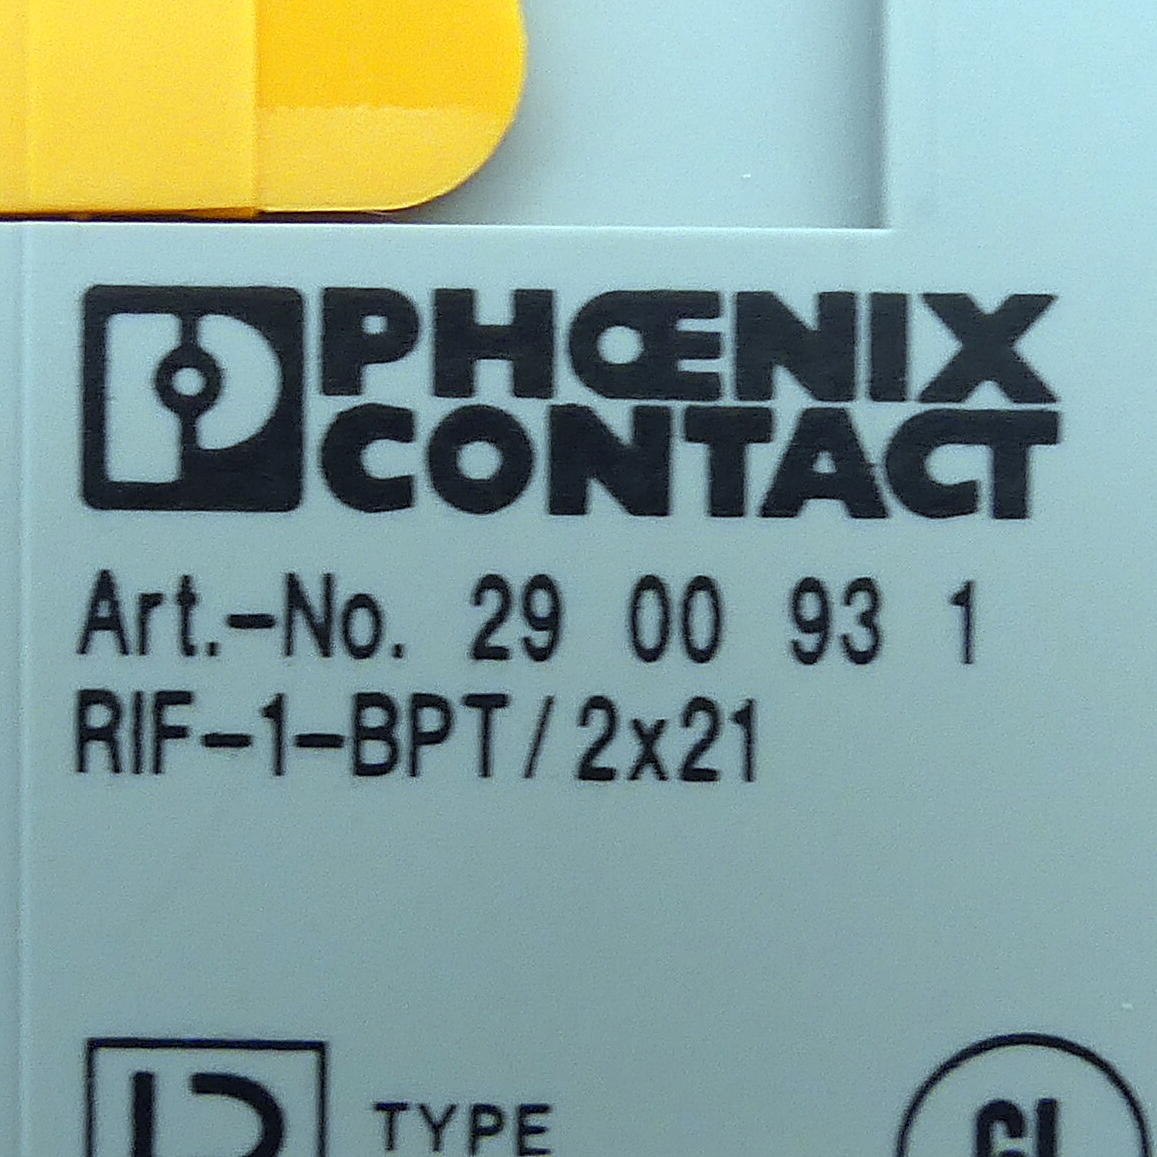 PHŒNIX
CONTACT
Art.-No. 29 00 93 1
RIF-1-BPT/2x21
TYPE